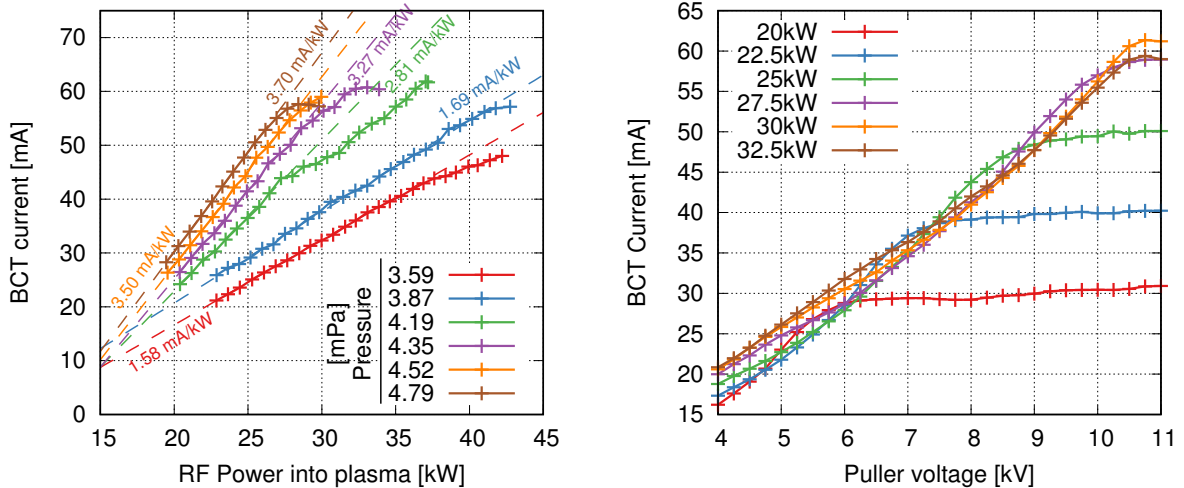 BCT current [mA]
0
10
20
30
40
50
60
70
15
20
25
30
35
40
45
RF Power into plasma [kW]
3.70 mA/kW
3.27 mA/kW
2.81 mA/kW
1.69 mA/kW
3.50 mA/kW
1.58 mA/kW
Pressure
[mPa]
3.59
3.87
4.19
4.35
4.52
4.79
BCT Current [mA]
15
20
25
30
35
40
45
50
55
60
65
4
5
6
7
8
9
10
11
Puller voltage [kV]
20kW
22.5kW
25kW
27.5kW
30kW
32.5kW